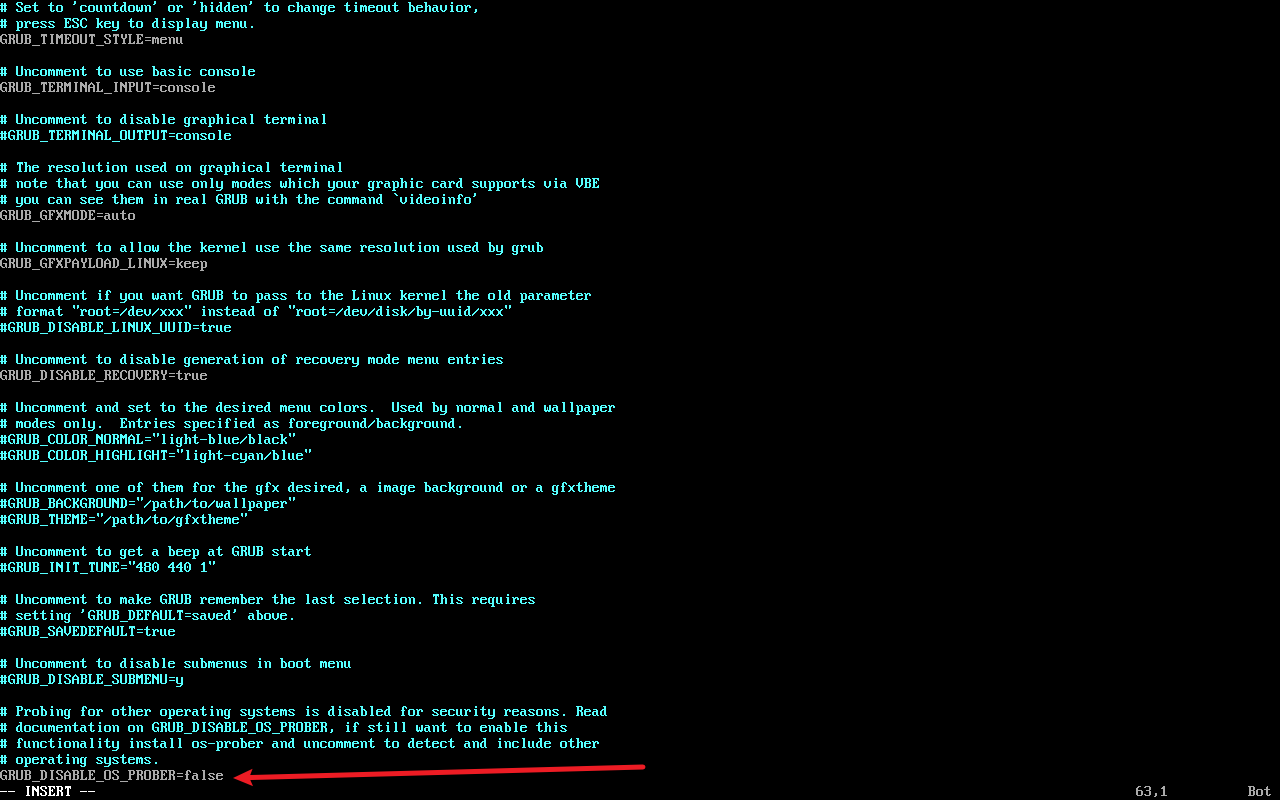 # Set to 'countdown' or 'hidden' to change timeout behavior,
# press ESC key to display menu.
GRUB_TIMEOUT_STYLE=menu
# Uncomment to use basic console
GRUB_TERMINAL_INPUT=console
# Uncomment to disable graphical terminal
#GRUB_TERMINAL_OUTPUT=console
# The resolution used on graphical terminal
# note that you can use only modes which your graphic card supports via VBE
# you can see them in real GRUB with the command `videoinfo'
GRUB_GFXMODE=auto
# Uncomment to allow the kernel use the same resolution used by grub
GRUB_GFXPAYLOAD_LINUX=keep
# Uncomment if you want GRUB to pass to the Linux kernel the old parameter
# format "root=/dev/xxx" instead of "root=/dev/disk/by-uuid/xxx"
#GRUB_DISABLE_LINUX_UUID=true
# Uncomment to disable generation of recovery mode menu entries
GRUB_DISABLE_RECOVERY=true
# Uncomment and set to the desired menu colors.  Used by normal and wallpaper
# modes only.  Entries specified as foreground/background.
#GRUB_COLOR_NORMAL="light-blue/black"
#GRUB_COLOR_HIGHLIGHT="light-cyan/blue"
# Uncomment one of them for the gfx desired, a image background or a gfxtheme
#GRUB_BACKGROUND="/path/to/wallpaper"
#GRUB_THEME="/path/to/gfxtheme"
# Uncomment to get a beep at GRUB start
#GRUB_INIT_TUNE="480 440 1"
# Uncomment to make GRUB remember the last selection. This requires
# setting 'GRUB_DEFAULT=saved' above.
#GRUB_SAVEDEFAULT=true
# Uncomment to disable submenus in boot menu
#GRUB_DISABLE_SUBMENU=y
# Probing for other operating systems is disabled for security reasons. Read
# documentation on GRUB_DISABLE_OS_PROBER, if still want to enable this
# functionality install os-prober and uncomment to detect and include other
# operating systems.
GRUB_DISABLE_OS_PROBER=false
-- INSERT -- 63,1 Bot